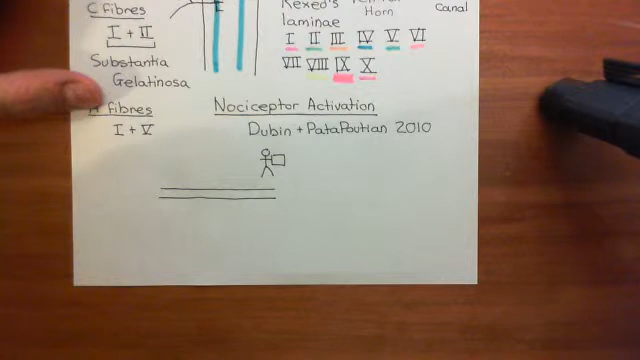 C fibres
I + II
Substantia
Gelatinosa
fibres
I + V
Rexed's
laminae
Horn
Canal
I II III IV V VI
VII VIII IX X
Nociceptor Activation
Dubin + Patapoutian 2010